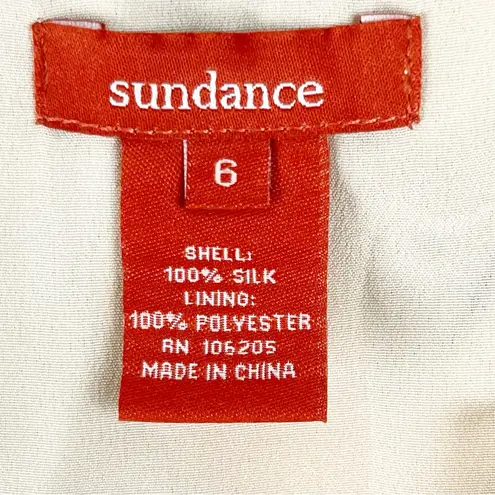 sundance
6
SHELL:
100% SILK
LINING:
100% POLYESTER
RN 106205
MADE IN CHINA